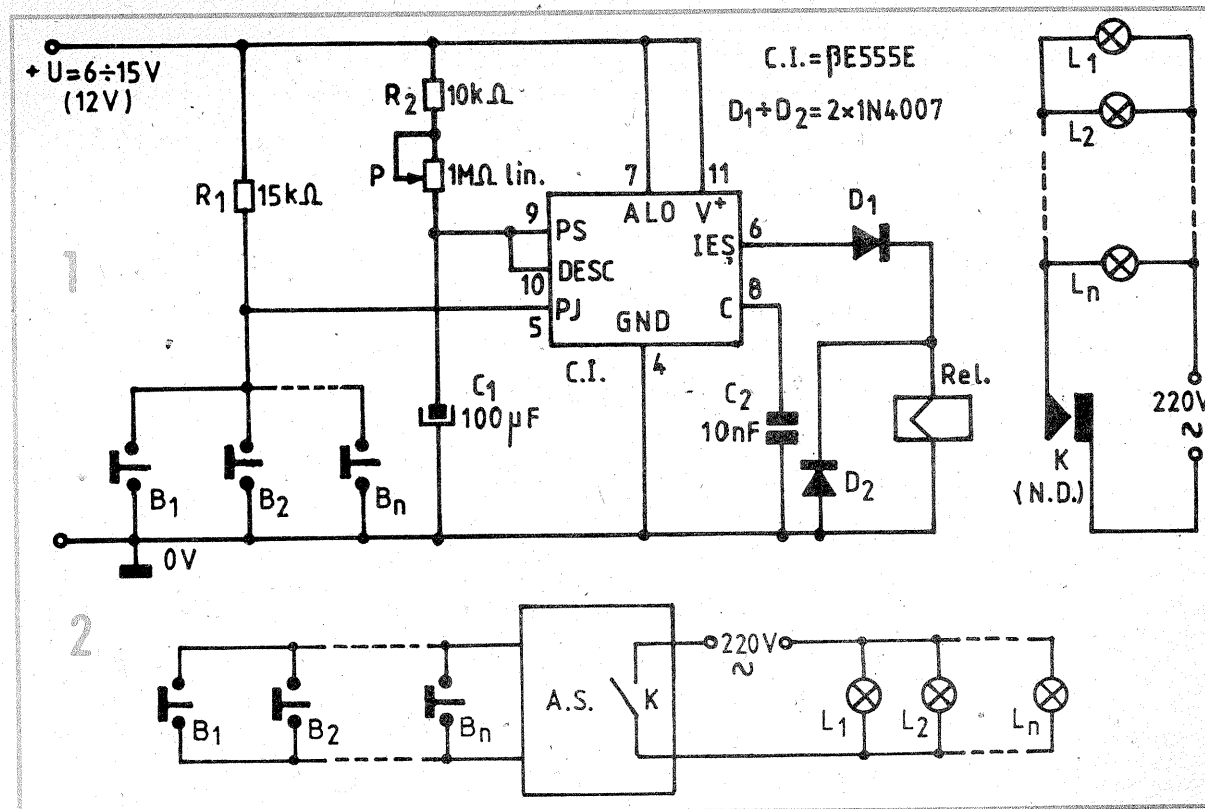 + U=6÷15V
(12V)
R2 10kΩ
C.I.=βE555E
D1÷D2=2×1N4007
L1
L2
Ln
P 1MΩ lin.
R1 15kΩ
7
11
ALO V+
9 PS
10 DESC
5 PJ
GND
IES 6
C 8
4
C.I.
D1
1
C1
100μF
C2
10nF
D2
Rel.
K
(N.D.)
220V
~
B1
B2
Bn
0V
2
B1
B2
Bn
A.S.
K
220V
~
L1
L2
Ln